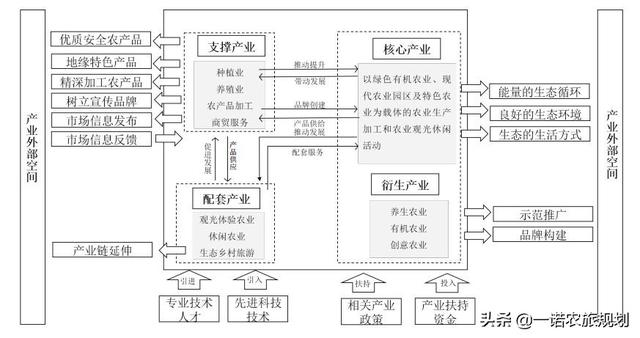 产业外部空间
优质安全农产品
地缘特色产品
精深加工农产品
树立宣传品牌
市场信息发布
市场信息反馈
产业链延伸
支撑产业
种植业
养殖业
农产品加工
商贸服务
推动提升
带动发展
品牌创建
产品供给
推动发展
配套服务
促进发展
产品供应
配套产业
观光体验农业
休闲农业
生态乡村旅游
核心产业
以绿色有机农业、现
代农业园区及特色农
业为载体的农业生产
加工和农业观光休闲
活动
衍生产业
养生农业
有机农业
创意农业
能量的生态循环
良好的生态环境
生态的生活方式
示范推广
品牌构建
产业外部空间
引进
引入
扶持
投入
专业技术
人才
先进科技
技术
相关产业
政策
产业扶持
资金
头条 @一诺农旅规划